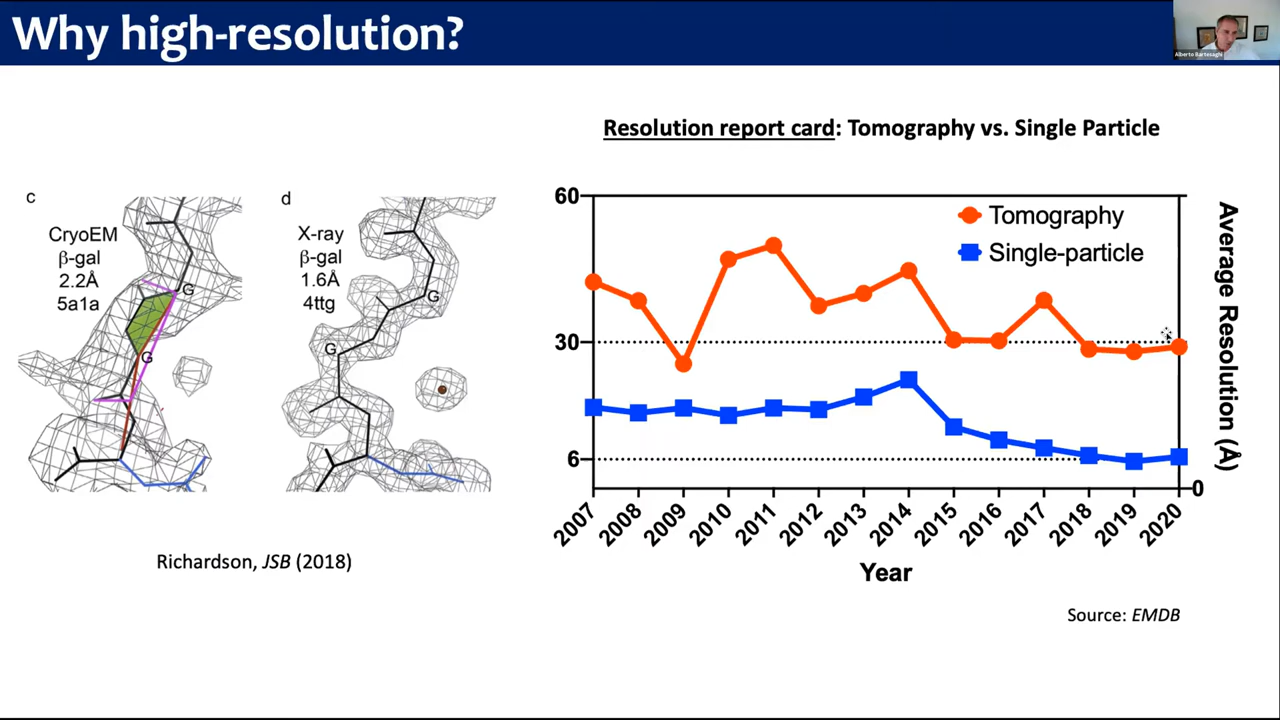 Why high-resolution?
Alberto Bartesaghi
Resolution report card: Tomography vs. Single Particle
c
CryoEM
β-gal
2.2Å
5a1a
G
G
d
X-ray
β-gal
1.6Å
4ttg
G
G
Richardson, JSB (2018)
60
30
6
0
Tomography
Single-particle
Average Resolution (Å)
2007
2008
2009
2010
2011
2012
2013
2014
2015
2016
2017
2018
2019
2020
Year
Source: EMDB